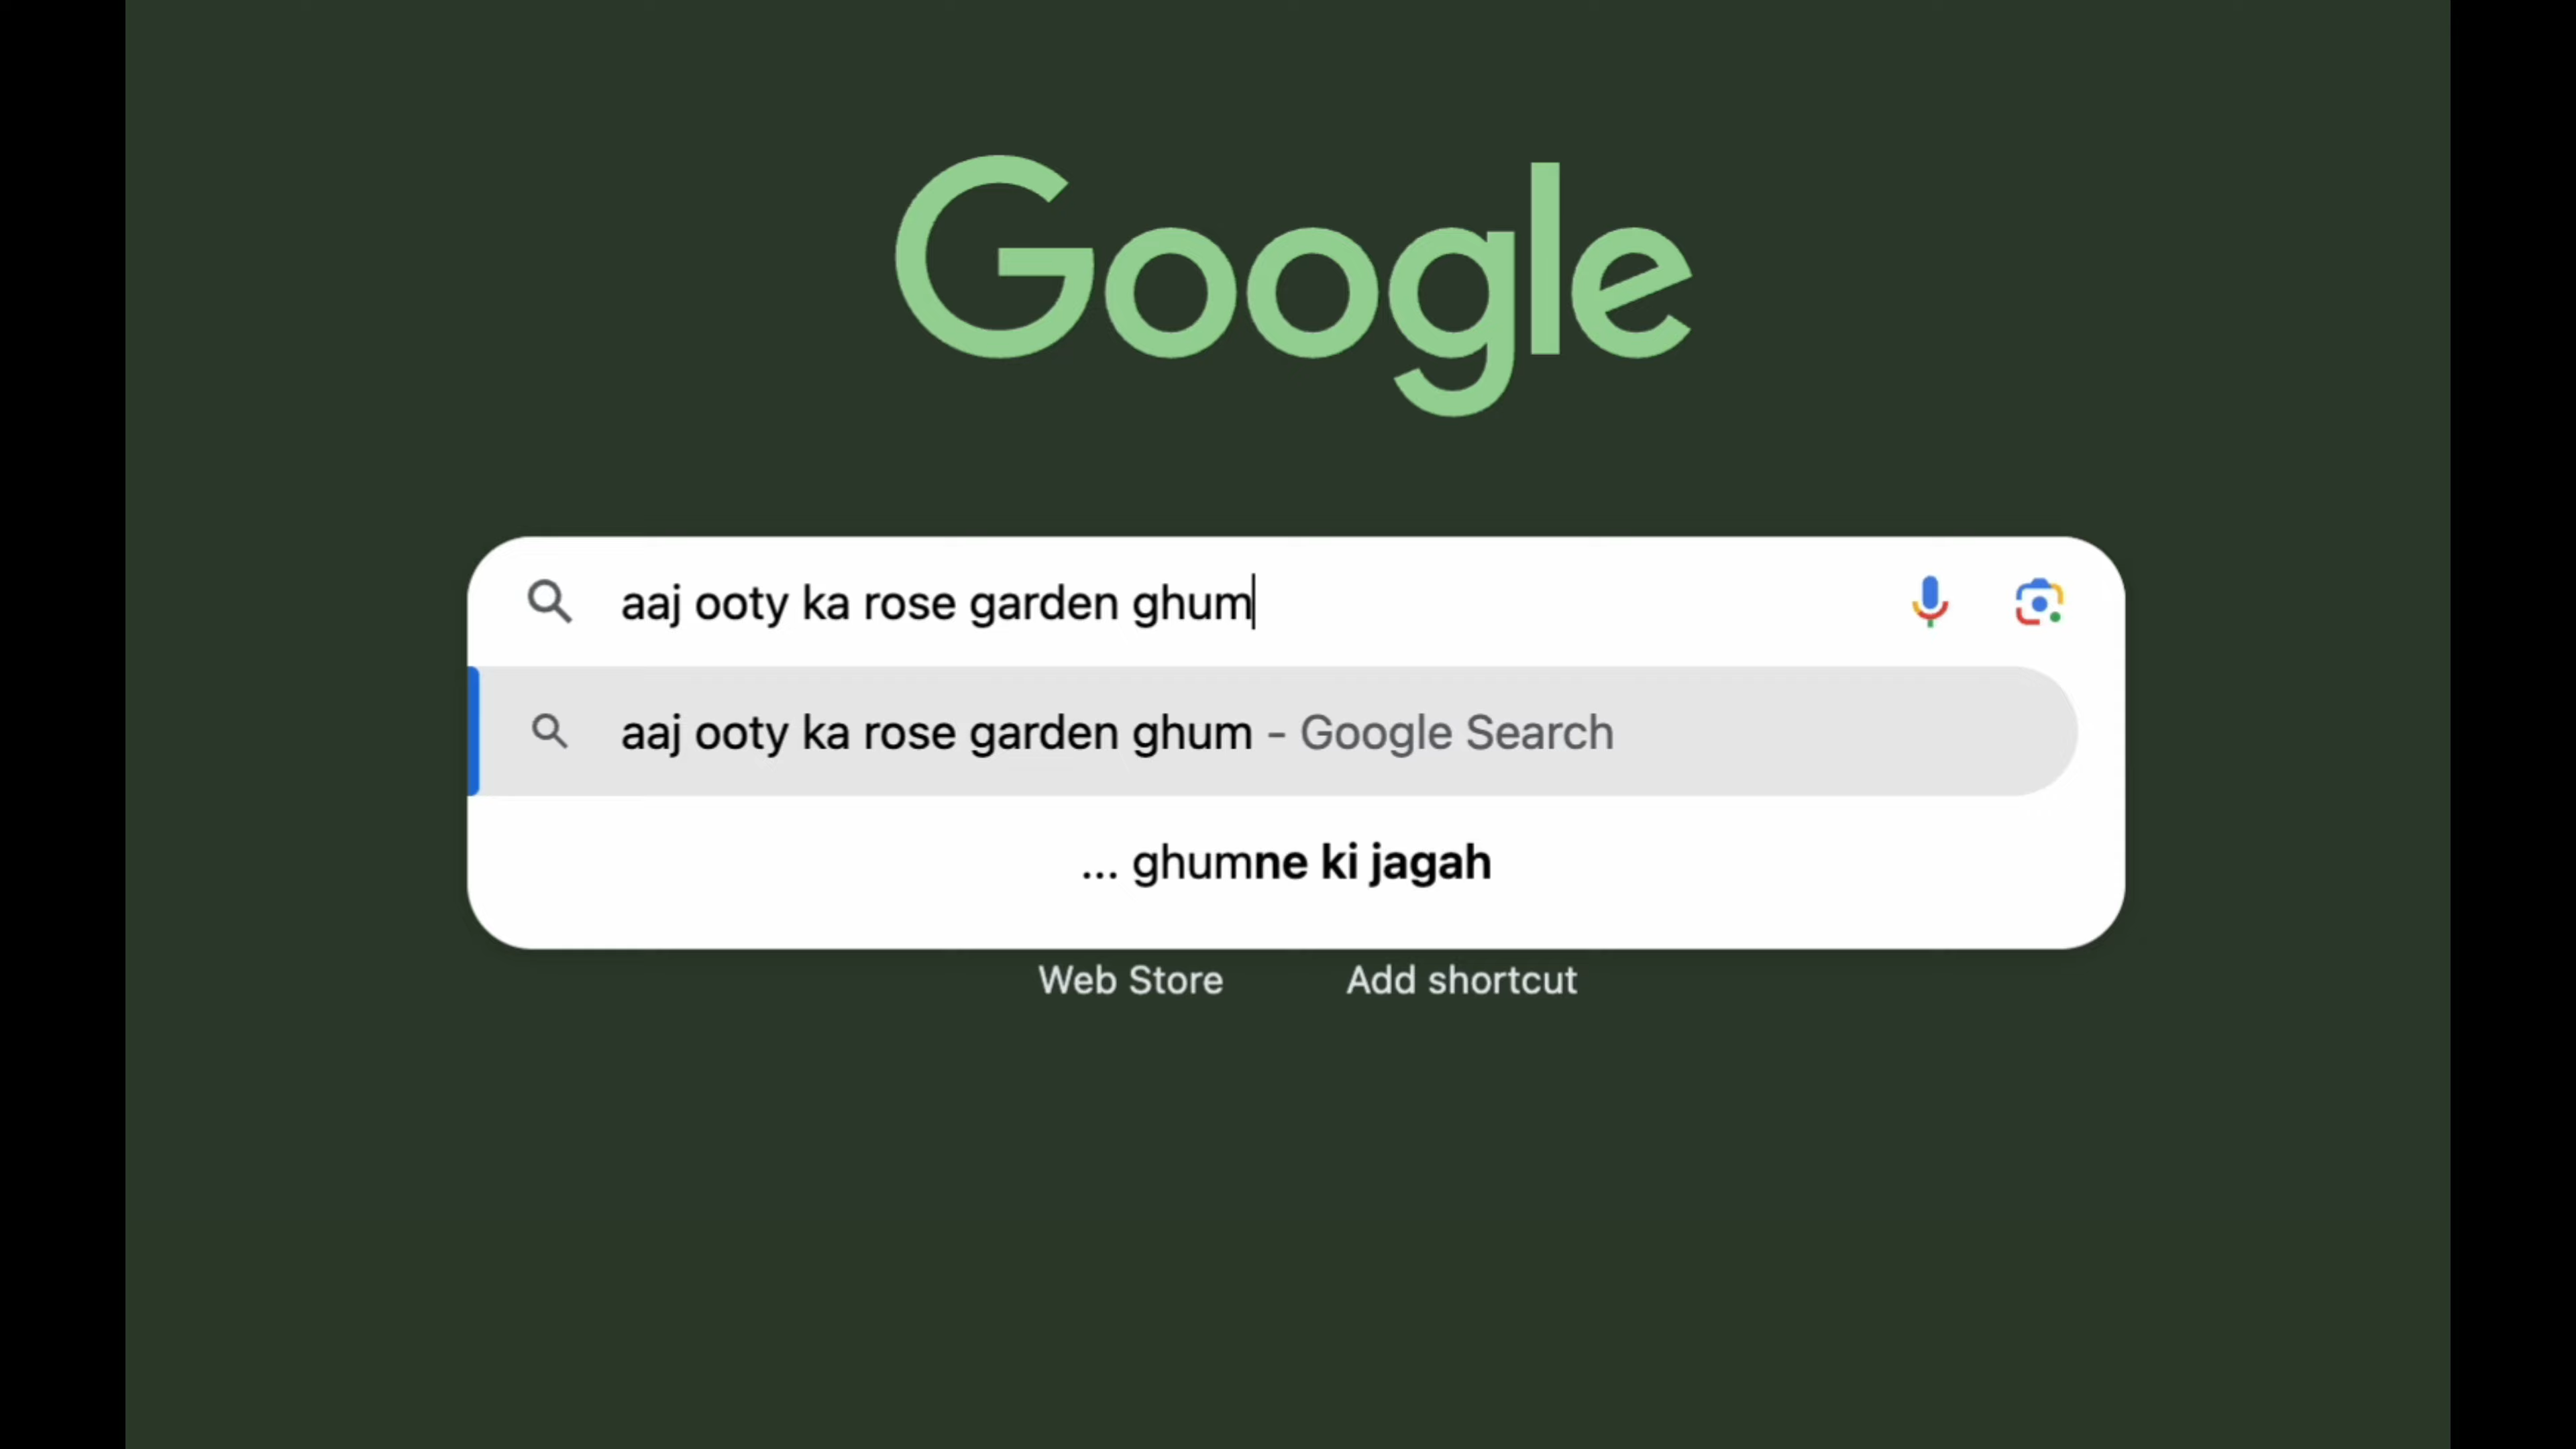 Google
aaj ooty ka rose garden ghum
aaj ooty ka rose garden ghum - Google Search
... ghumne ki jagah
Web Store
Add shortcut